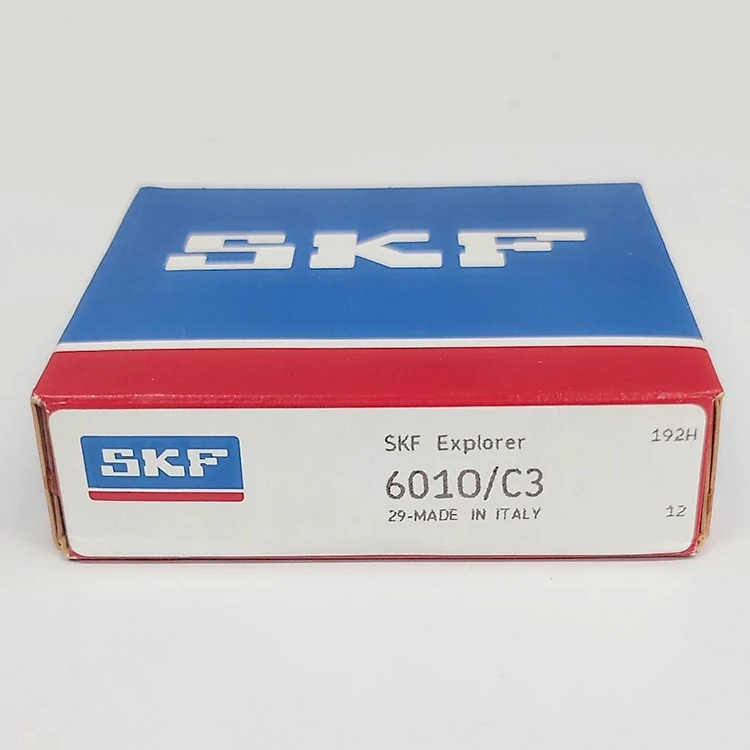 SKF
SKF
SKF Explorer
192H
6010/C3
29-MADE IN ITALY
12